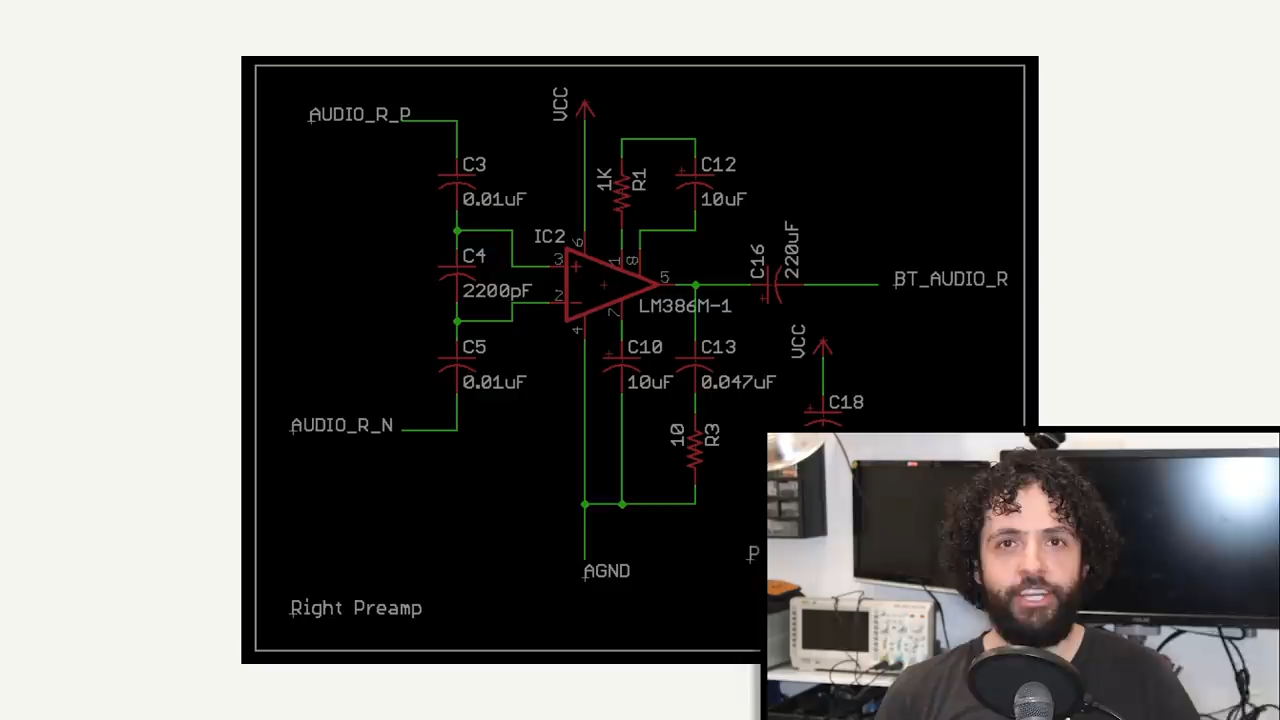 AUDIO_R_P
VCC
C3
0.01uF
1K
R1
C12
10uF
IC2
6
3
1
8
C4
2200pF
2
5
C16
220uF
BT_AUDIO_R
LM386M-1
4
7
C5
0.01uF
C10
10uF
C13
0.047uF
VCC
C18
AUDIO_R_N
10
R3
P
AGND
Right Preamp